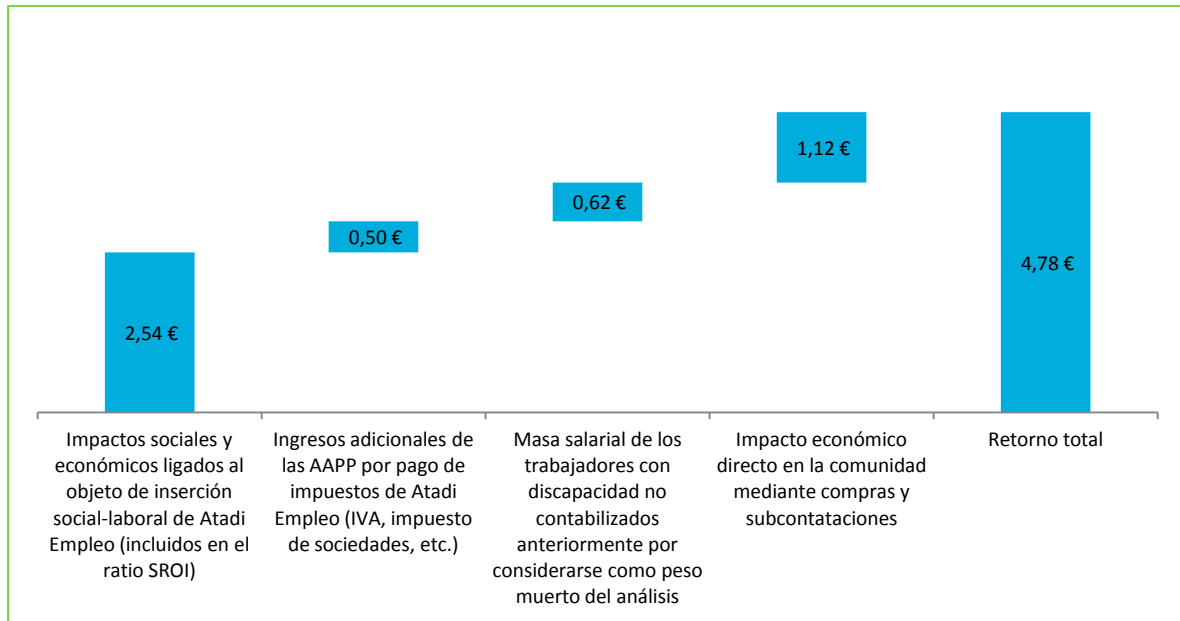 1,12 €
0,62 €
0,50 €
4,78 €
2,54 €
Impactos sociales y
económicos ligados al
objeto de inserción
social-laboral de Atadi
Empleo (incluidos en el
ratio SROI)
Ingresos adicionales de
las AAPP por pago de
impuestos de Atadi
Empleo (IVA, impuesto
de sociedades, etc.)
Masa salarial de los
trabajadores con
discapacidad no
contabilizados
anteriormente por
considerarse como peso
muerto del análisis
Impacto económico
directo en la comunidad
mediante compras y
subcontataciones
Retorno total